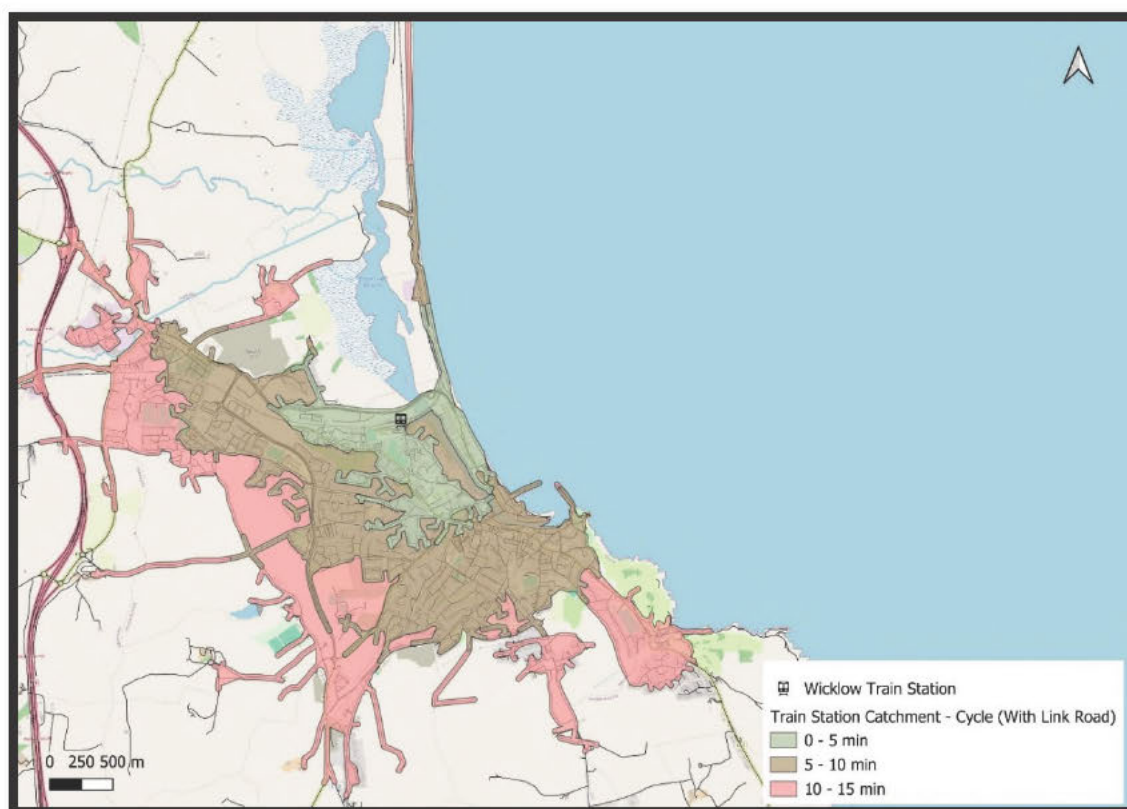 0 250 500 m
Wicklow Train Station
Train Station Catchment - Cycle (With Link Road)
0 - 5 min
5 - 10 min
10 - 15 min